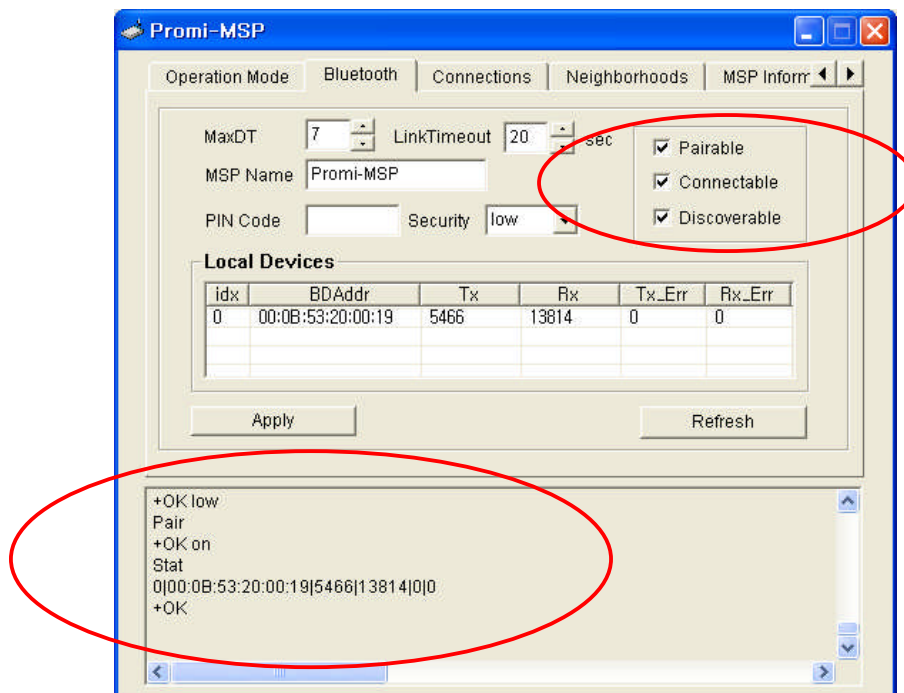 Promi-MSP
Operation Mode Bluetooth Connections Neighborhoods MSP Inform
MaxDT 7 LinkTimeout 20 sec
Pairable
MSP Name Promi-MSP
Connectable
PIN Code Security low
Discoverable
Local Devices
idx BDAddr Tx Rx Tx_Err Rx_Err
0 00:0B:53:20:00:19 5466 13814 0 0
Apply Refresh
+OK low
Pair
+OK on
Stat
0|00:0B:53:20:00:19|5466|13814|0|0
+OK